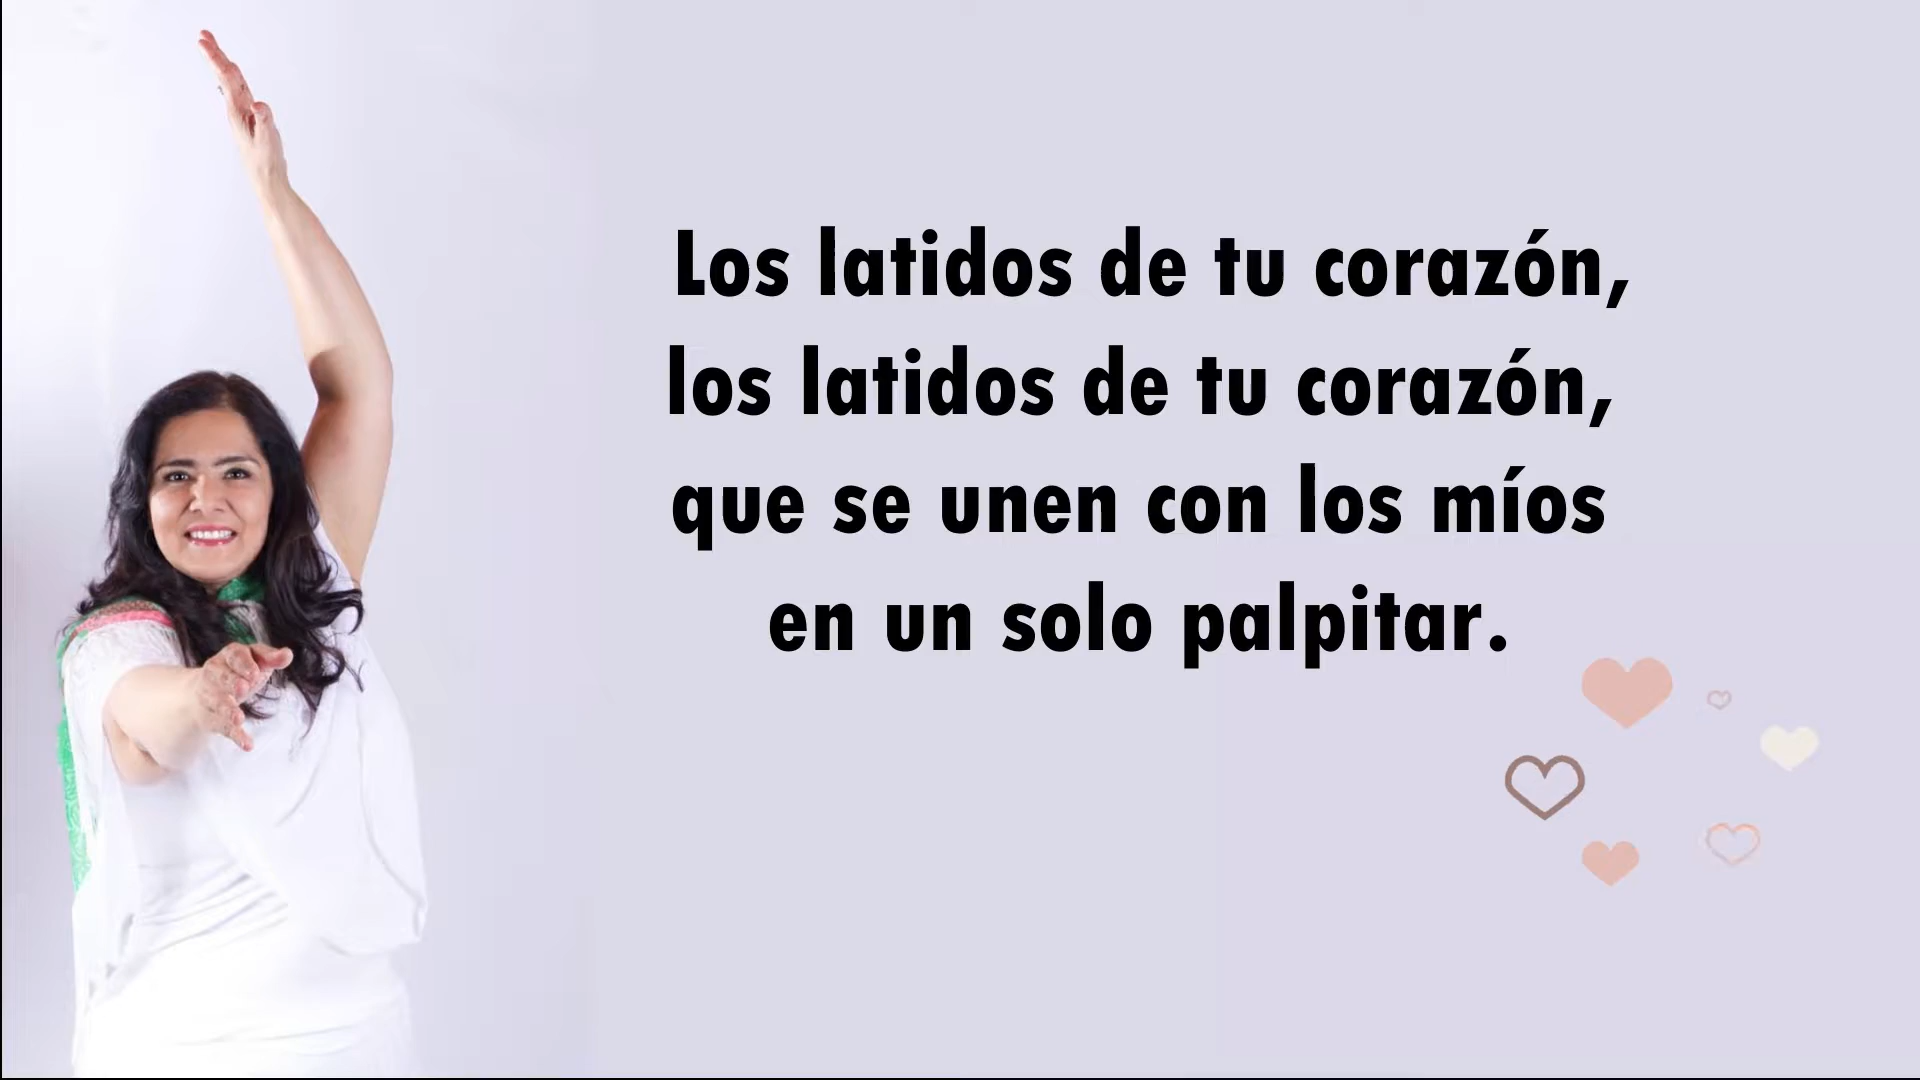 Los latidos de tu corazón,
los latidos de tu corazón,
que se unen con los míos
en un solo palpitar.